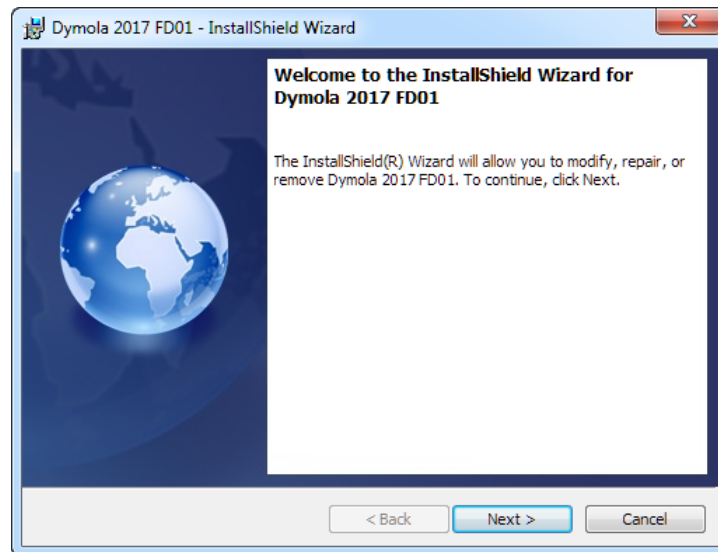 Dymola 2017 FD01 - InstallShield Wizard
Welcome to the InstallShield Wizard for
Dymola 2017 FD01
The InstallShield(R) Wizard will allow you to modify, repair, or
remove Dymola 2017 FD01. To continue, click Next.
< Back Next > Cancel